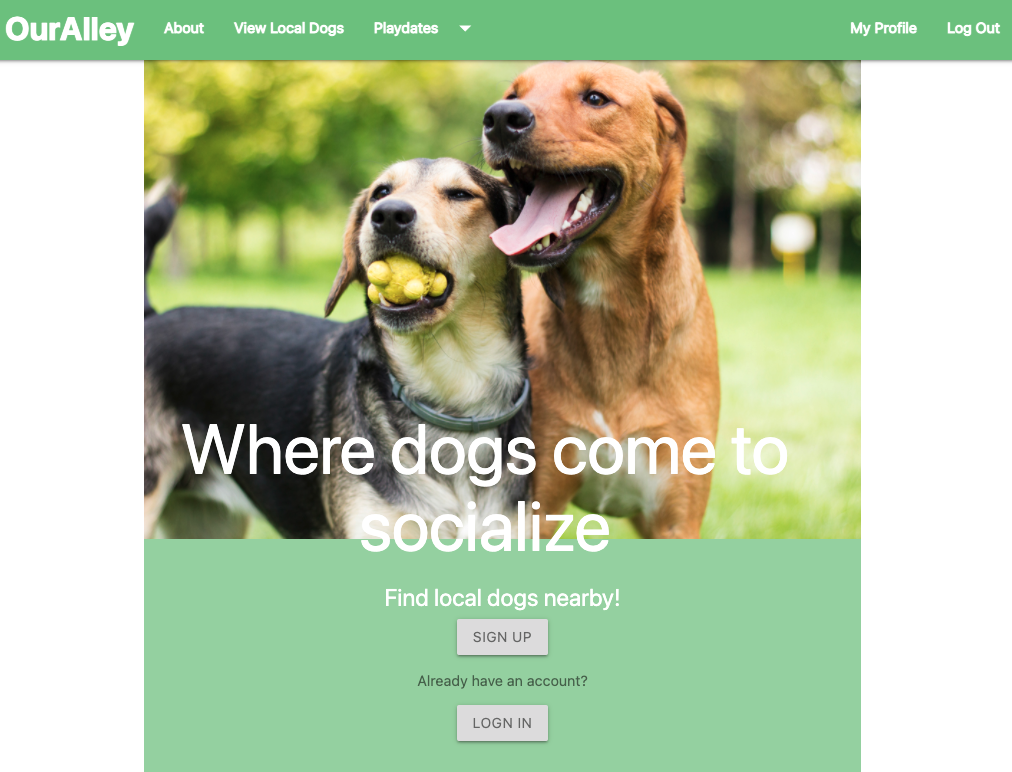 OurAlley About View Local Dogs Playdates My Profile Log Out
Where dogs come to
socialize
Find local dogs nearby!
SIGN UP
Already have an account?
LOGN IN